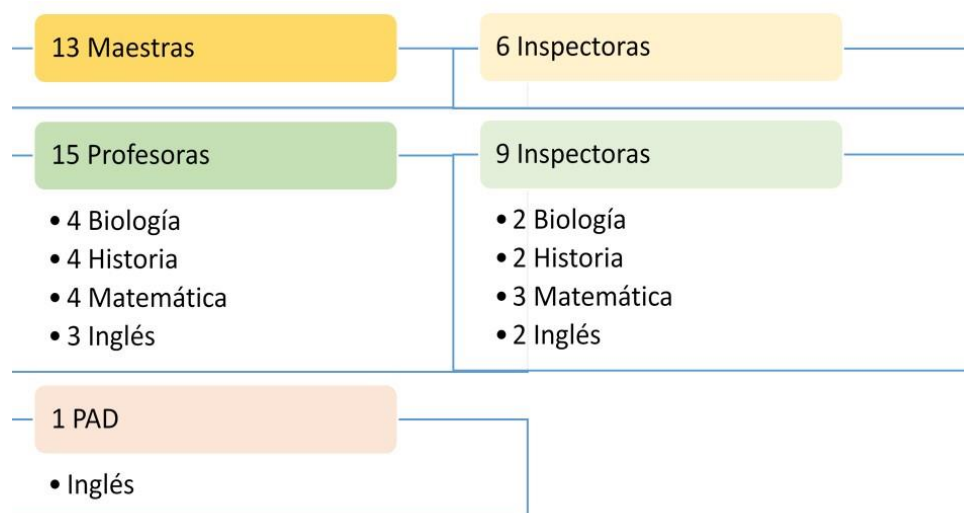 13 Maestras
6 Inspectoras
15 Profesoras
• 4 Biología
• 4 Historia
• 4 Matemática
• 3 Inglés
9 Inspectoras
• 2 Biología
• 2 Historia
• 3 Matemática
• 2 Inglés
1 PAD
• Inglés